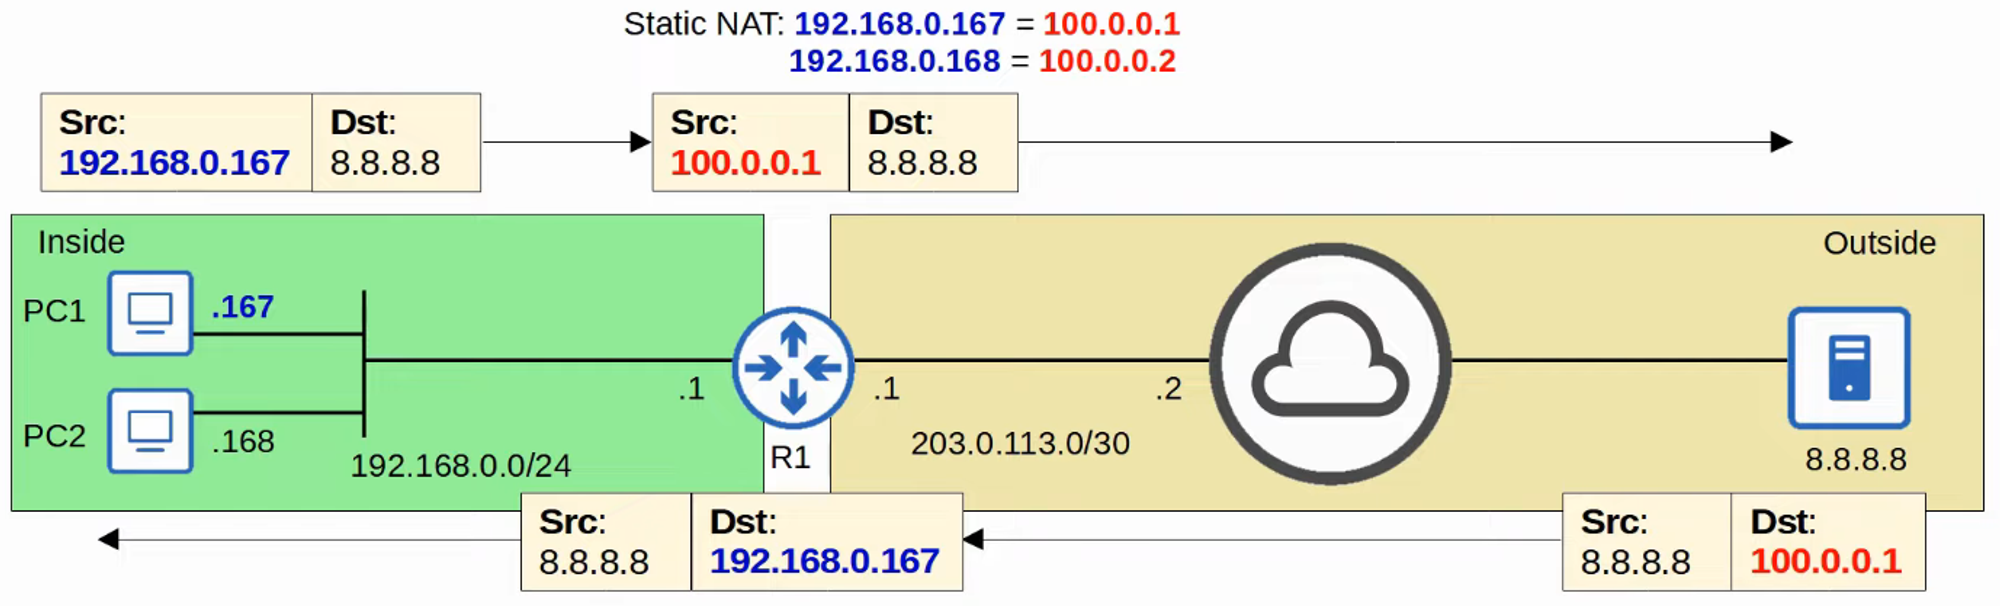 Static NAT: 192.168.0.167 = 100.0.0.1
192.168.0.168 = 100.0.0.2
Src:
192.168.0.167
Dst:
8.8.8.8
Src:
100.0.0.1
Dst:
8.8.8.8
Inside
Outside
PC1
.167
PC2
.168
192.168.0.0/24
.1
R1
.1
.2
203.0.113.0/30
8.8.8.8
Src:
8.8.8.8
Dst:
192.168.0.167
Src:
8.8.8.8
Dst:
100.0.0.1